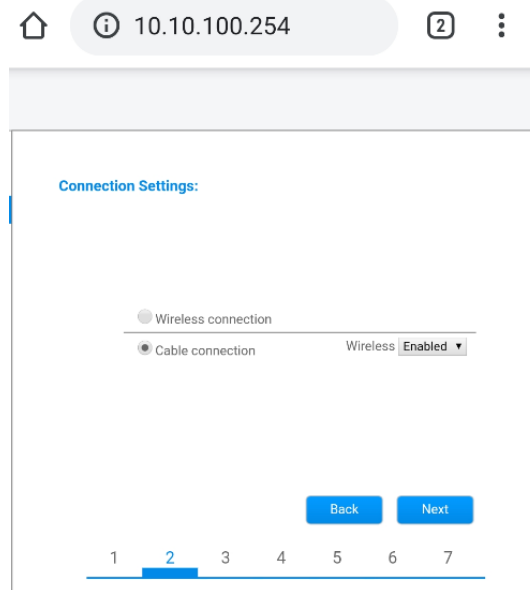 10.10.100.254 2
Connection Settings:
Wireless connection
Cable connection Wireless Enabled
Back Next
1 2 3 4 5 6 7